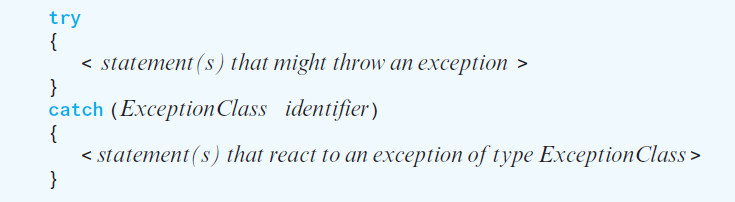 try
{
< statement(s) that might throw an exception >
}
catch (ExceptionClass identifier)
{
< statement(s) that react to an exception of type ExceptionClass>
}